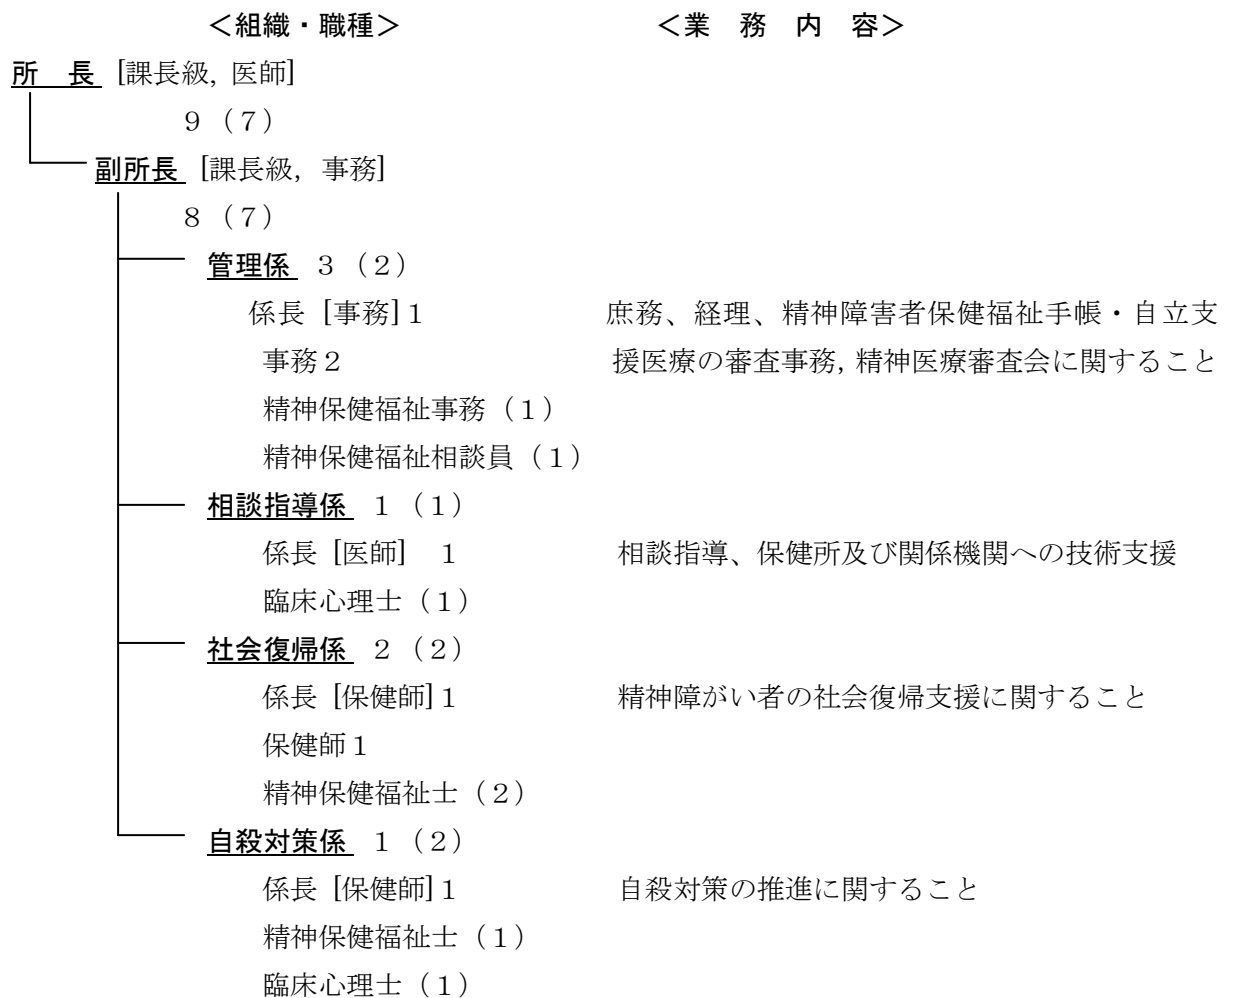 ＜組織・職種＞　＜業　務　内　容＞
所　長 [課長級, 医師]
９（７）
副所長 [課長級, 事務]
８（７）
管理係 ３（２）
係長 [事務]１　庶務、経理、精神障害者保健福祉手帳・自立支
事務２　援医療の審査事務,精神医療審査会に関すること
精神保健福祉事務（１）
精神保健福祉相談員（１）
相談指導係 １（１）
係長 [医師]　１　相談指導、保健所及び関係機関への技術支援
臨床心理士（１）
社会復帰係 ２（２）
係長 [保健師]１　精神障がい者の社会復帰支援に関すること
保健師１
精神保健福祉士（２）
自殺対策係 １（２）
係長 [保健師]１　自殺対策の推進に関すること
精神保健福祉士（１）
臨床心理士（１）